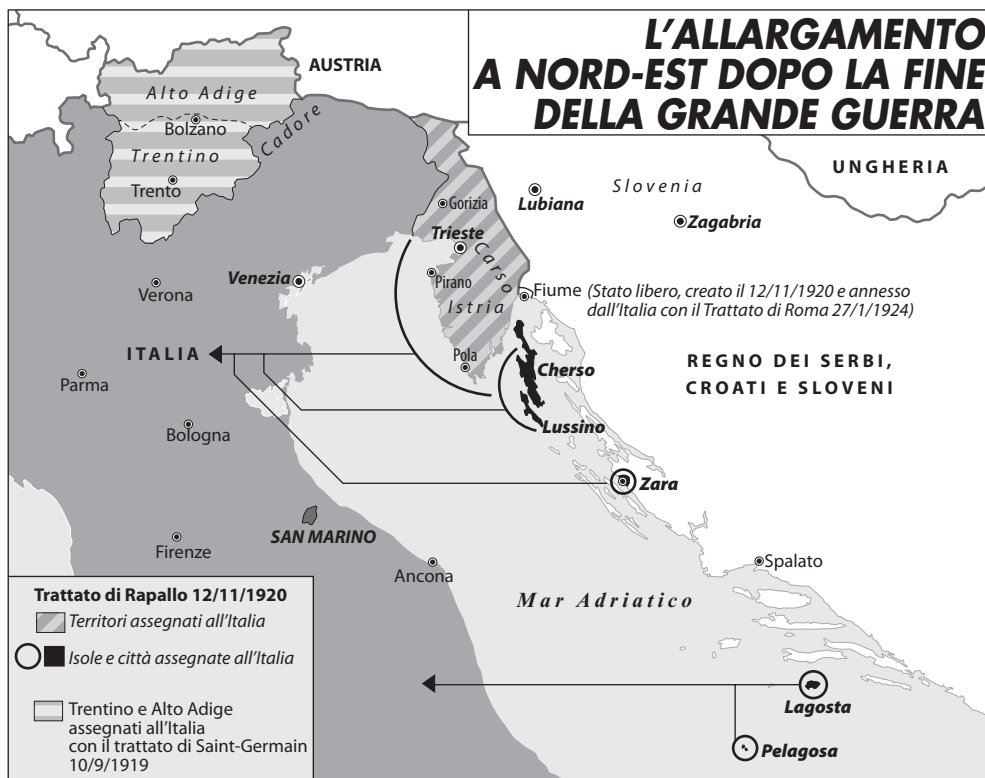 L'ALLARGAMENTO
A NORD-EST DOPO LA FINE
DELLA GRANDE GUERRA
AUSTRIA
Alto Adige
Bolzano
Cadore
Trentino
Trento
UNGHERIA
Slovenia
Lubiana
Zagabria
Gorizia
Trieste
Carso
Venezia
Verona
Pirano
Istria
Fiume (Stato libero, creato il 12/11/1920 e annesso
dall'Italia con il Trattato di Roma 27/1/1924)
ITALIA
Pola
Parma
Cherso
REGNO DEI SERBI,
CROATI E SLOVENI
Bologna
Lussino
Zara
SAN MARINO
Firenze
Ancona
Spalato
Mar Adriatico
Lagosta
Pelagosa
Trattato di Rapallo 12/11/1920
Territori assegnati all'Italia
Isole e città assegnate all'Italia
Trentino e Alto Adige
assegnati all'Italia
con il trattato di Saint-Germain
10/9/1919